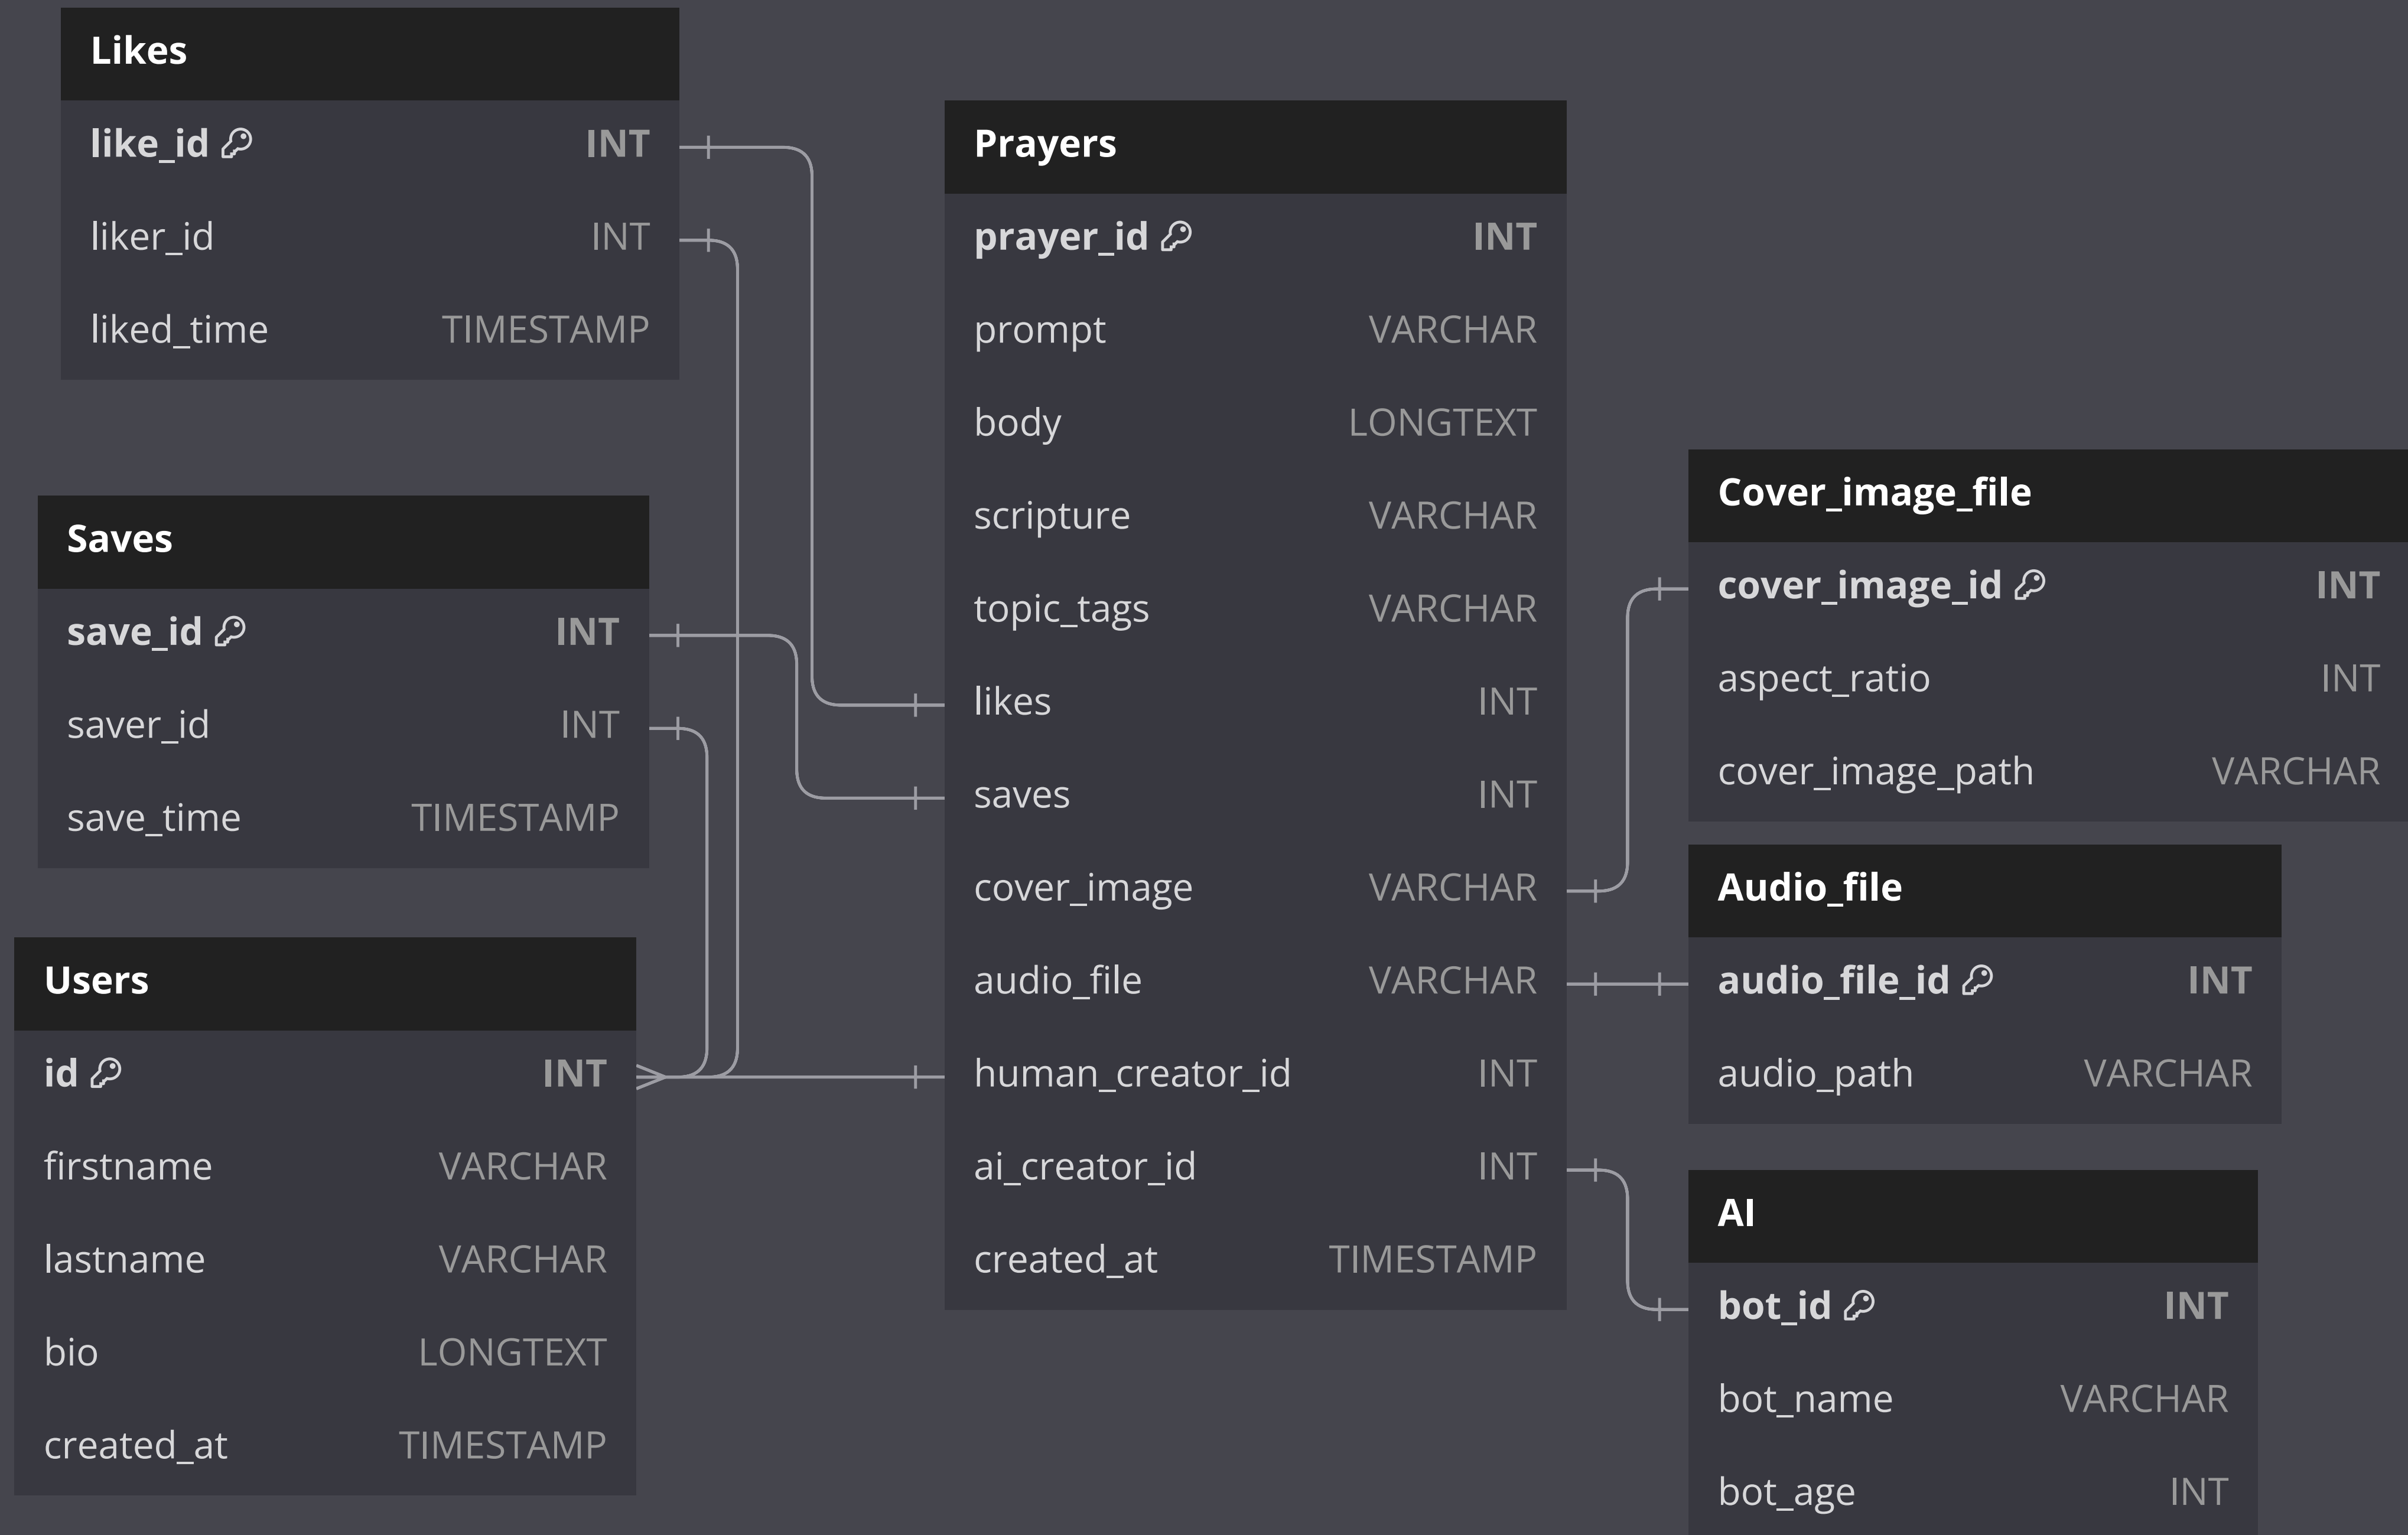 Likes
like_id INT
liker_id INT
liked_time TIMESTAMP
Saves
save_id INT
saver_id INT
save_time TIMESTAMP
Users
id INT
firstname VARCHAR
lastname VARCHAR
bio LONGTEXT
created_at TIMESTAMP
Prayers
prayer_id INT
prompt VARCHAR
body LONGTEXT
scripture VARCHAR
topic_tags VARCHAR
likes INT
saves INT
cover_image VARCHAR
audio_file VARCHAR
human_creator_id INT
ai_creator_id INT
created_at TIMESTAMP
Cover_image_file
cover_image_id INT
aspect_ratio INT
cover_image_path VARCHAR
Audio_file
audio_file_id INT
audio_path VARCHAR
AI
bot_id INT
bot_name VARCHAR
bot_age INT